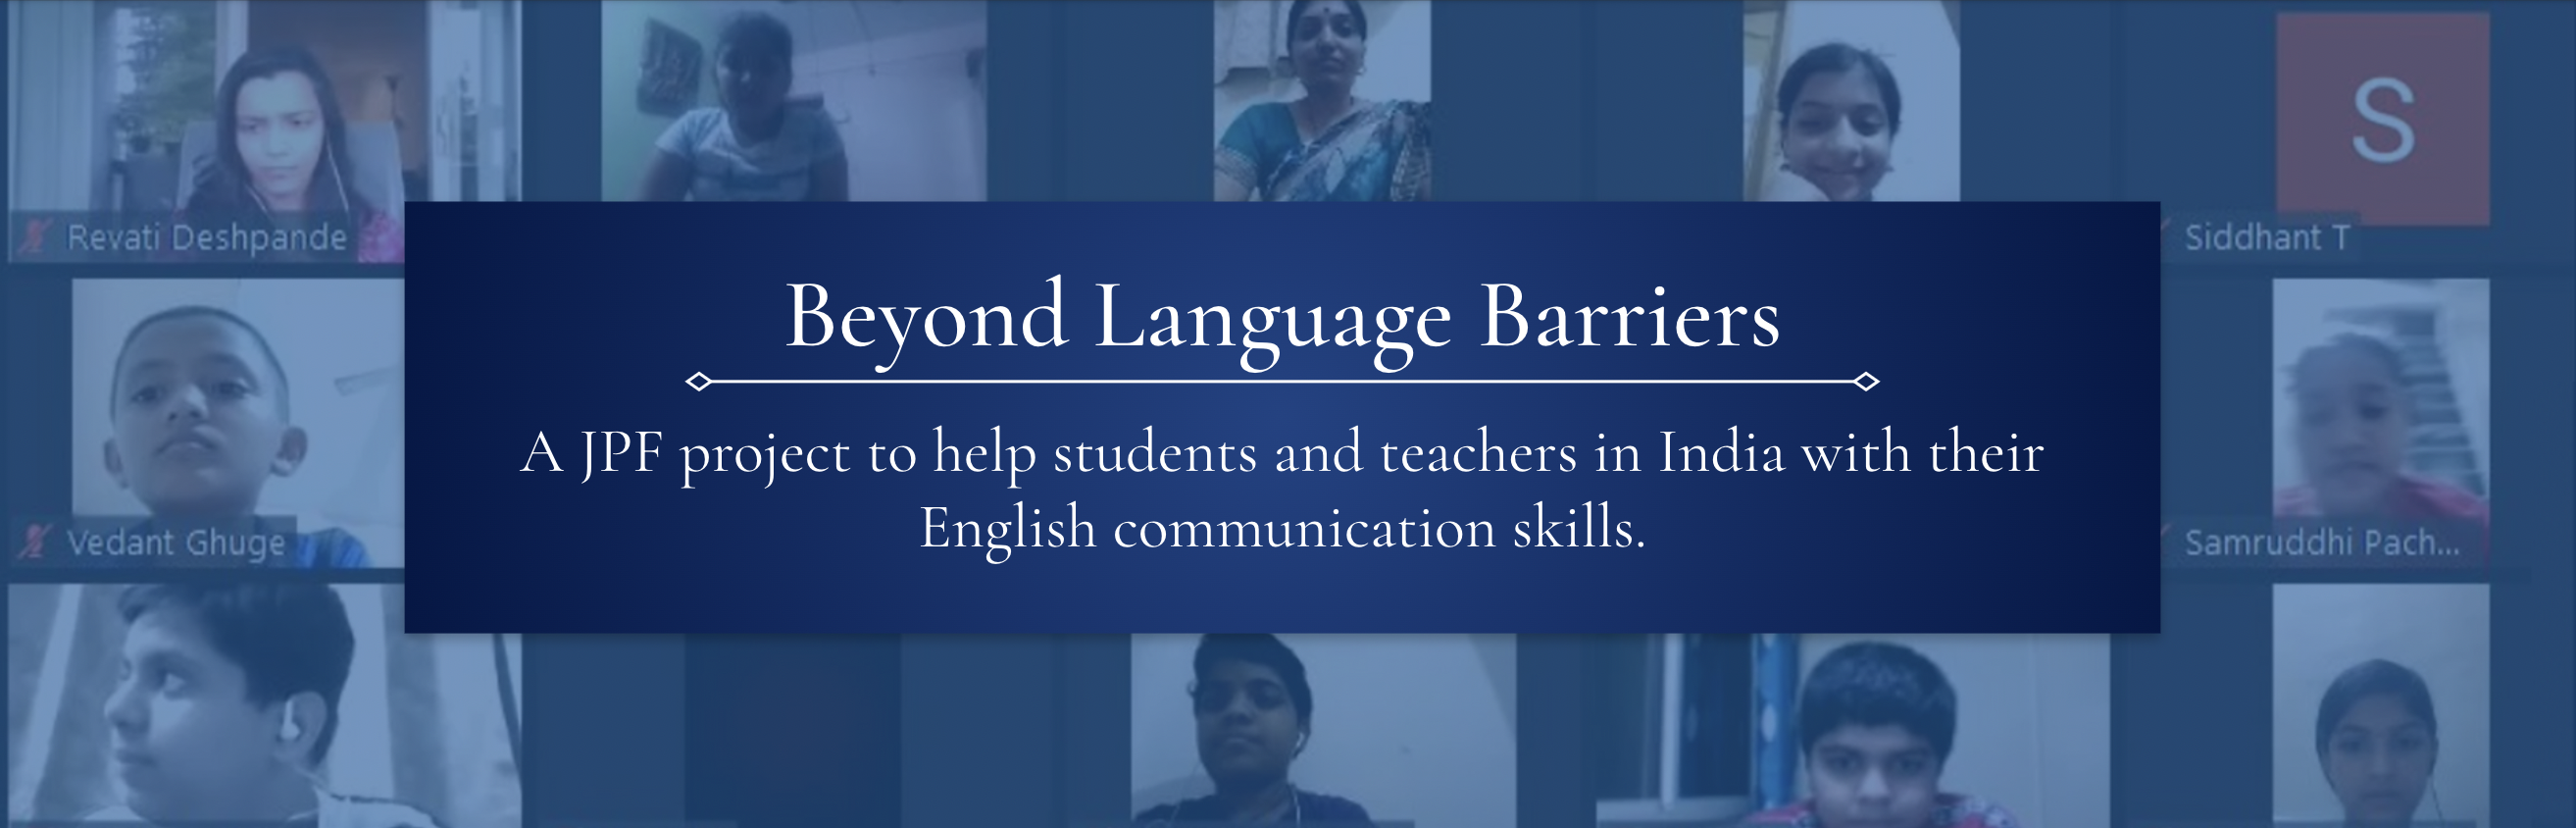 S
Revati Deshpande
Siddhant T
Beyond Language Barriers
A JPF project to help students and teachers in India with their
English communication skills.
Vedant Ghuge
Samruddhi Pach...